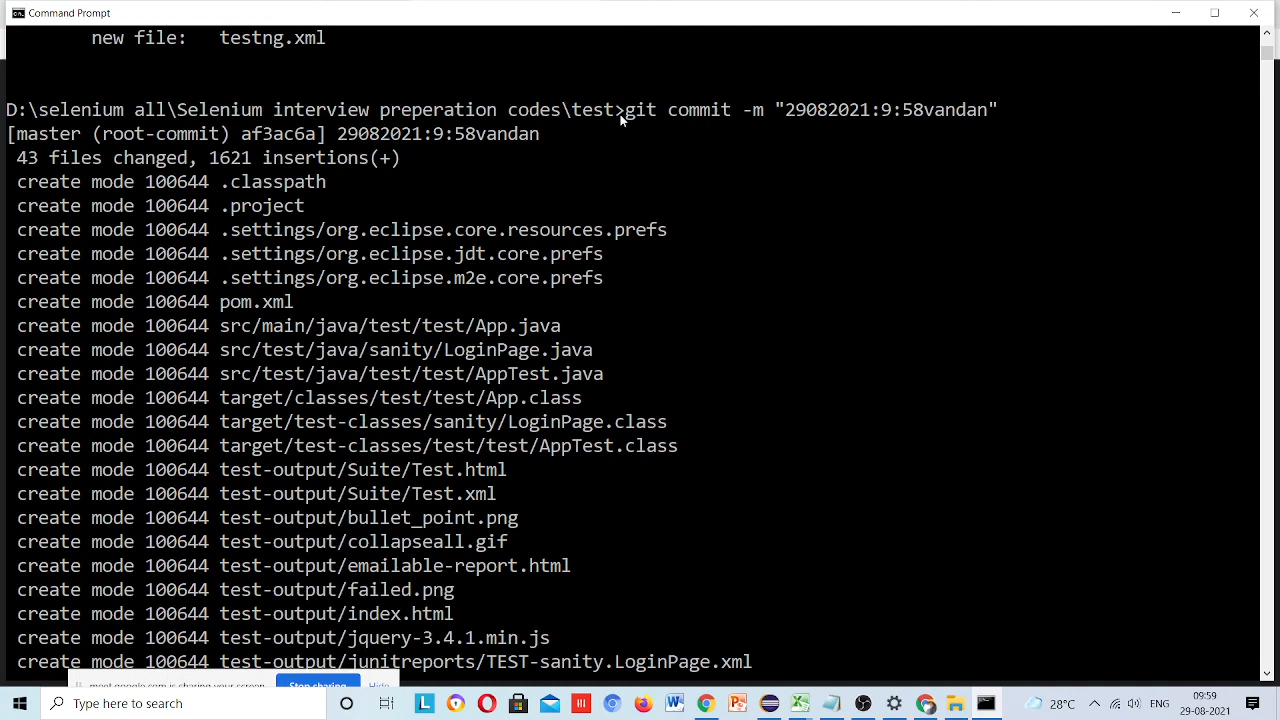 Command Prompt
new file:   testng.xml
D:\selenium all\Selenium interview preperation codes\test>git commit -m "29082021:9:58vandan"
[master (root-commit) af3ac6a] 29082021:9:58vandan
43 files changed, 1621 insertions(+)
create mode 100644 .classpath
create mode 100644 .project
create mode 100644 .settings/org.eclipse.core.resources.prefs
create mode 100644 .settings/org.eclipse.jdt.core.prefs
create mode 100644 .settings/org.eclipse.m2e.core.prefs
create mode 100644 pom.xml
create mode 100644 src/main/java/test/test/App.java
create mode 100644 src/test/java/sanity/LoginPage.java
create mode 100644 src/test/java/test/test/AppTest.java
create mode 100644 target/classes/test/test/App.class
create mode 100644 target/test-classes/sanity/LoginPage.class
create mode 100644 target/test-classes/test/test/AppTest.class
create mode 100644 test-output/Suite/Test.html
create mode 100644 test-output/Suite/Test.xml
create mode 100644 test-output/bullet_point.png
create mode 100644 test-output/collapseall.gif
create mode 100644 test-output/emailable-report.html
create mode 100644 test-output/failed.png
create mode 100644 test-output/index.html
create mode 100644 test-output/jquery-3.4.1.min.js
create mode 100644 test-output/junitreports/TEST-sanity.LoginPage.xml
meet.google.com is sharing your screen. Stop sharing Hide
Type here to search
28°C
ENG
09:59
29-08-2021